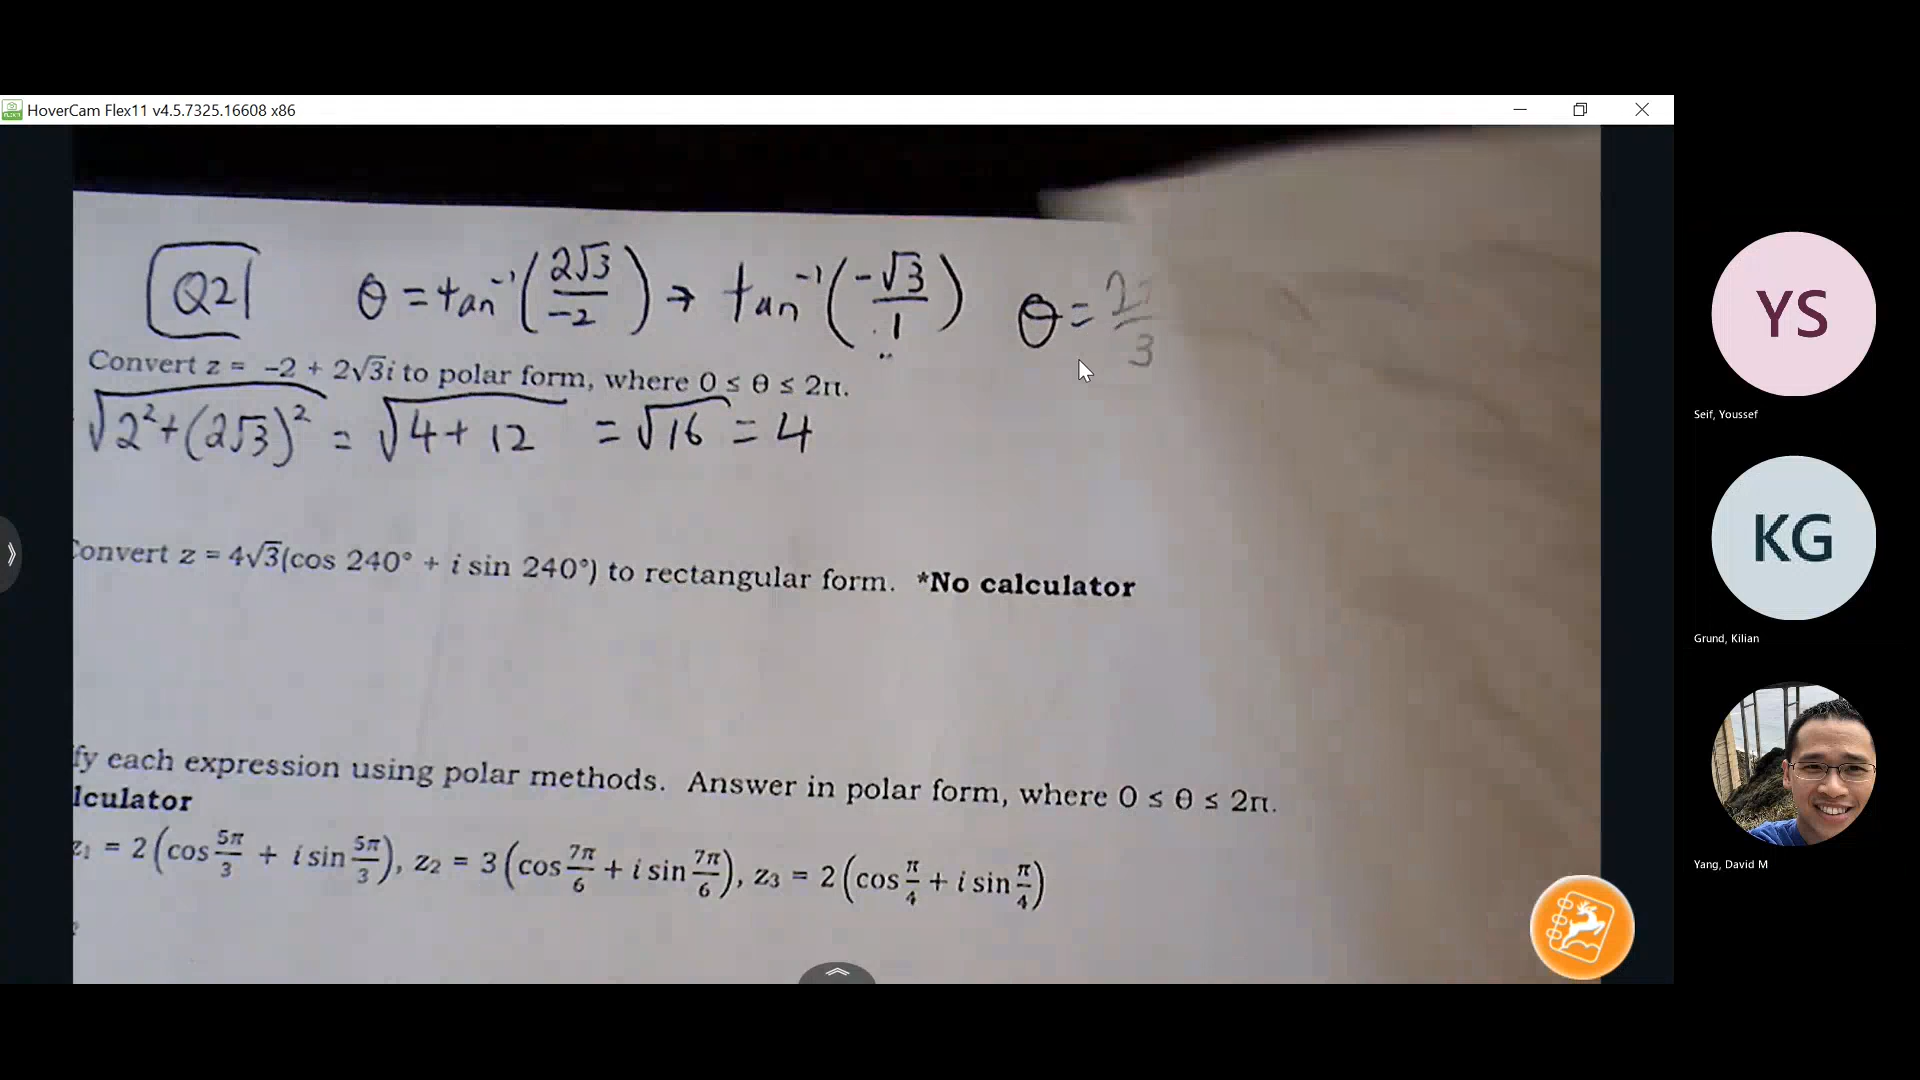 HoverCam Flex11 v4.5.7325.16608 x86
Q2 θ = tan⁻¹(2√3/-2) → tan⁻¹(-√3/1) θ = 2/3
Convert z = -2 + 2√3i to polar form, where 0 ≤ θ ≤ 2π.
√2² + (2√3)² = √4 + 12 = √16 = 4
Convert z = 4√3(cos 240° + i sin 240°) to rectangular form. *No calculator
fy each expression using polar methods. Answer in polar form, where 0 ≤ θ ≤ 2π.
lculator
z₁ = 2(cos 5π/3 + i sin 5π/3), z₂ = 3(cos 7π/6 + i sin 7π/6), z₃ = 2(cos π/4 + i sin π/4)
YS
Seif, Youssef
KG
Grund, Kilian
Yang, David M